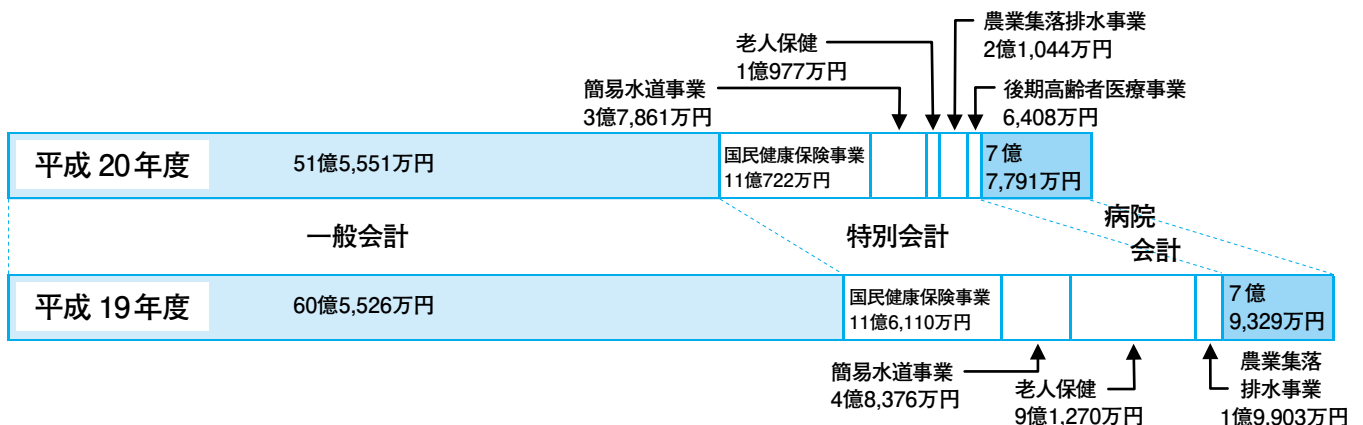 農業集落排水事業
2億1,044万円
老人保健
1億977万円
簡易水道事業
3億7,861万円
後期高齢者医療事業
6,408万円
平成20年度
51億5,551万円
国民健康保険事業
11億722万円
7億
7,791万円
一般会計
特別会計
病院
会計
平成19年度
60億5,526万円
国民健康保険事業
11億6,110万円
7億
9,329万円
簡易水道事業
4億8,376万円
老人保健
9億1,270万円
農業集落
排水事業
1億9,903万円